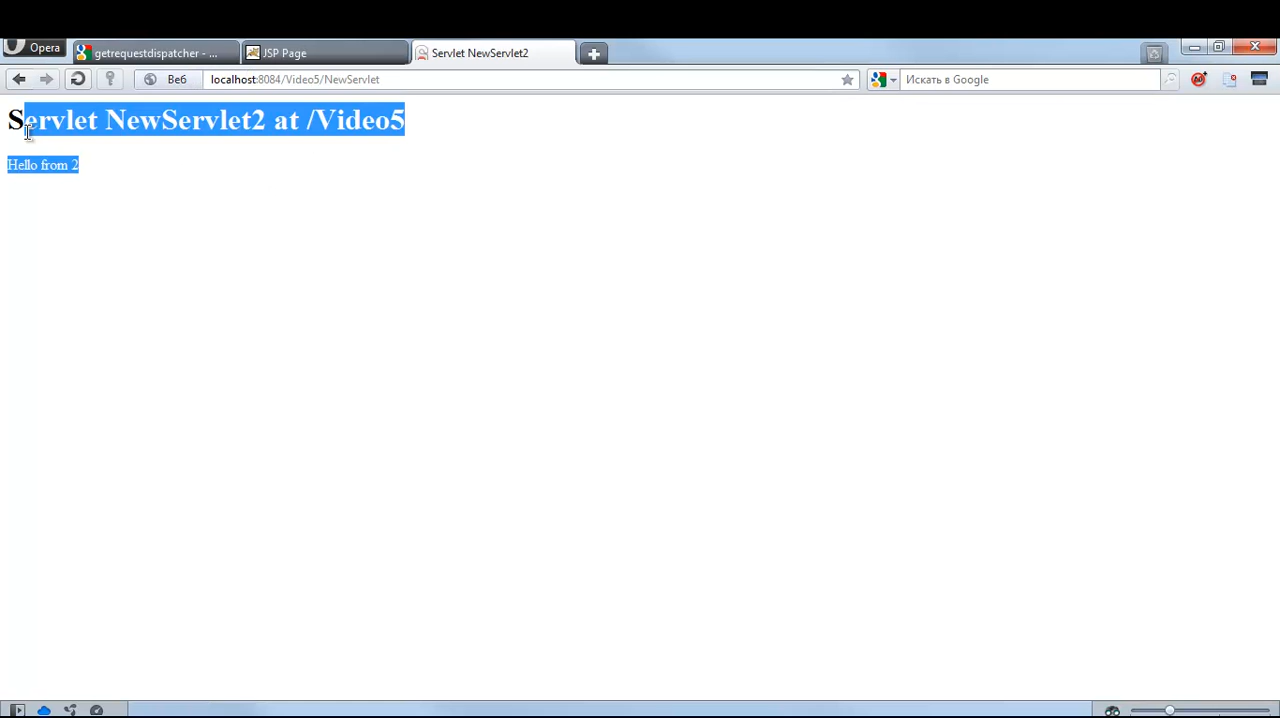 Opera
getrequestdispatcher - ...
JSP Page
Servlet NewServlet2
Веб
localhost:8084/Video5/NewServlet
Искать в Google
Servlet NewServlet2 at /Video5
Hello from 2